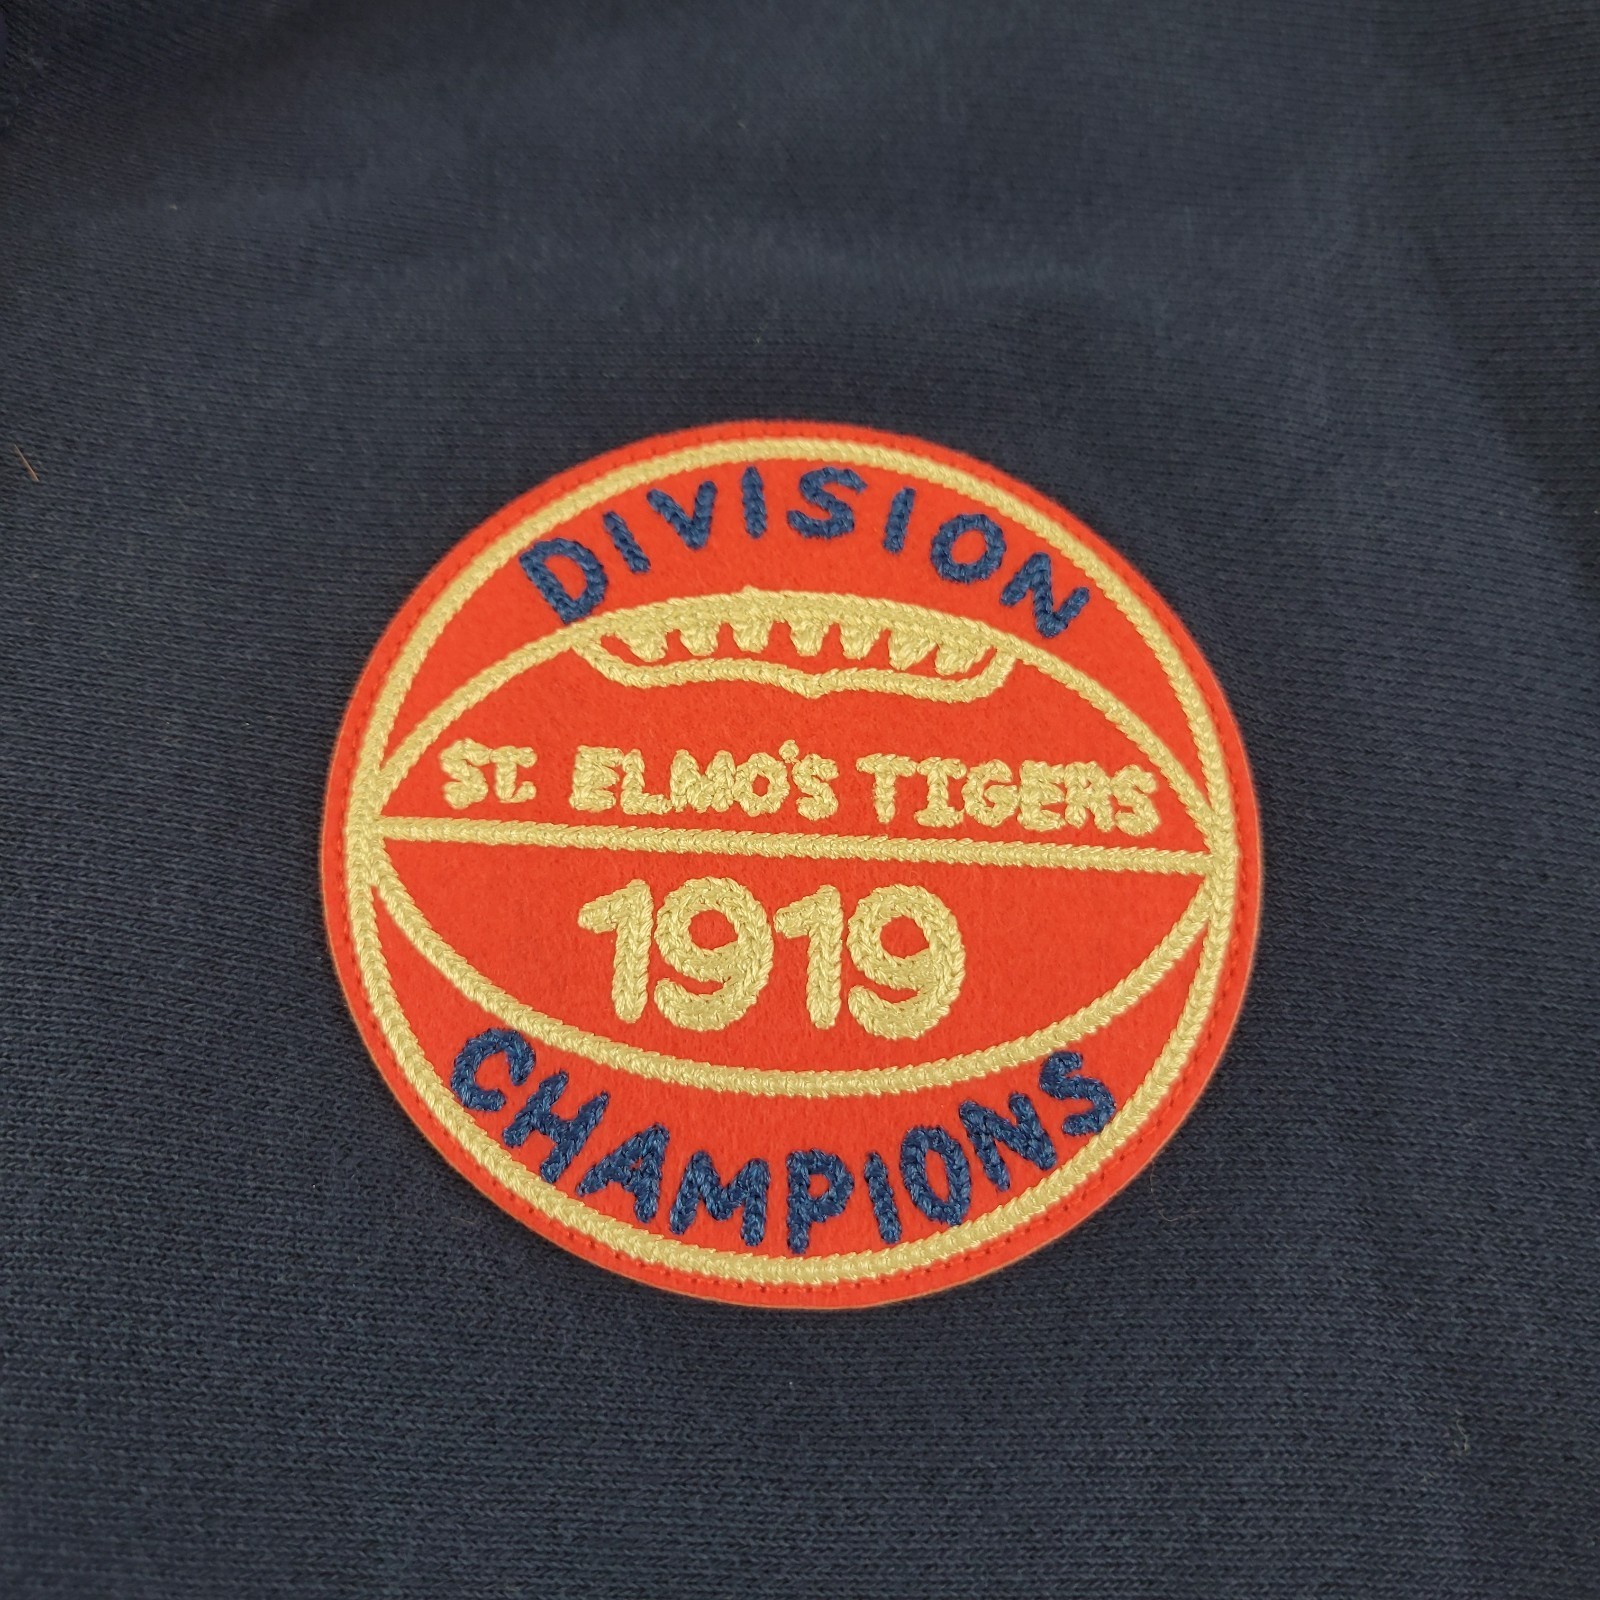 DIVISION
ST. ELMO'S TIGERS
1919
CHAMPIONS